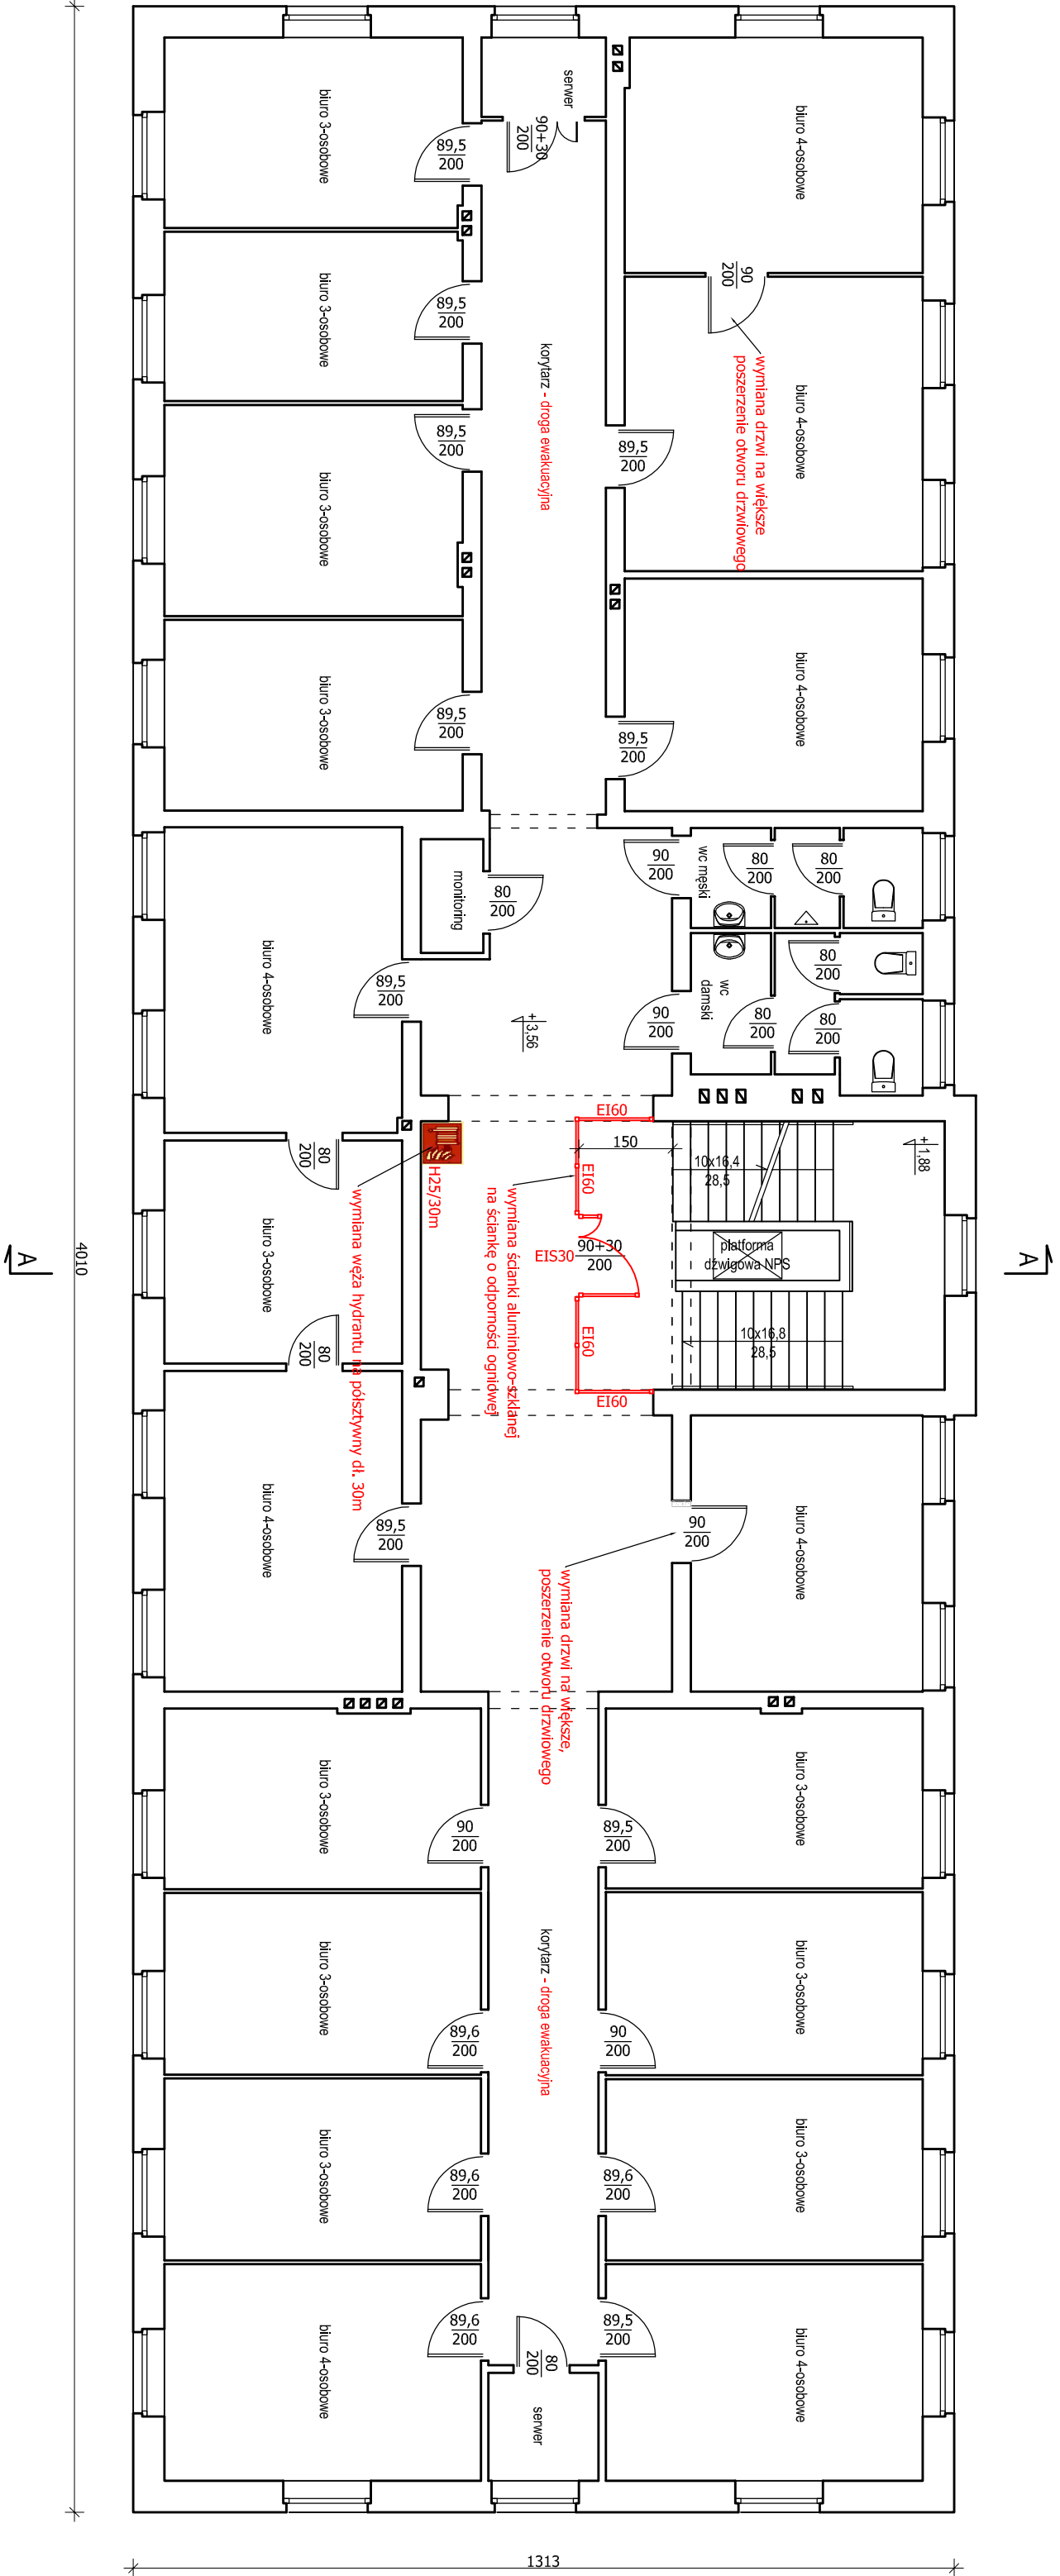 serwer
90+30
200
biuro 3-osobowe
89,5
200
biuro 4-osobowe
90
200
wymiana drzwi na większe
poszerzenie otworu drzwiowego
biuro 3-osobowe
89,5
200
korytarz - droga ewakuacyjna
biuro 4-osobowe
89,5
200
89,5
200
biuro 3-osobowe
biuro 3-osobowe
89,5
200
89,5
200
biuro 4-osobowe
monitoring
80
200
90
200
wc męski
80
200
80
200
biuro 4-osobowe
89,5
200
+3,56
90
200
wc
damski
80
200
80
200
80
200
EI60
150
EI60
10x16,4
28,5
+1,88
H25/30m
80
200
biuro 3-osobowe
80
200
wymiana węża hydrantu na półsztywny dł. 30m
wymiana ścianki aluminiowo-szklanej
na ściankę o odporności ogniowej
EIS30
90+30
200
platforma
dźwigowa NPS
EI60
10x16,8
28,5
EI60
A
A
4010
biuro 4-osobowe
89,5
200
90
200
biuro 4-osobowe
wymiana drzwi na większe,
poszerzenie otworu drzwiowego
biuro 3-osobowe
90
200
89,5
200
biuro 3-osobowe
biuro 3-osobowe
89,6
200
korytarz - droga ewakuacyjna
90
200
biuro 3-osobowe
biuro 3-osobowe
89,6
200
89,6
200
biuro 3-osobowe
biuro 4-osobowe
89,6
200
80
200
serwer
89,5
200
biuro 4-osobowe
1313